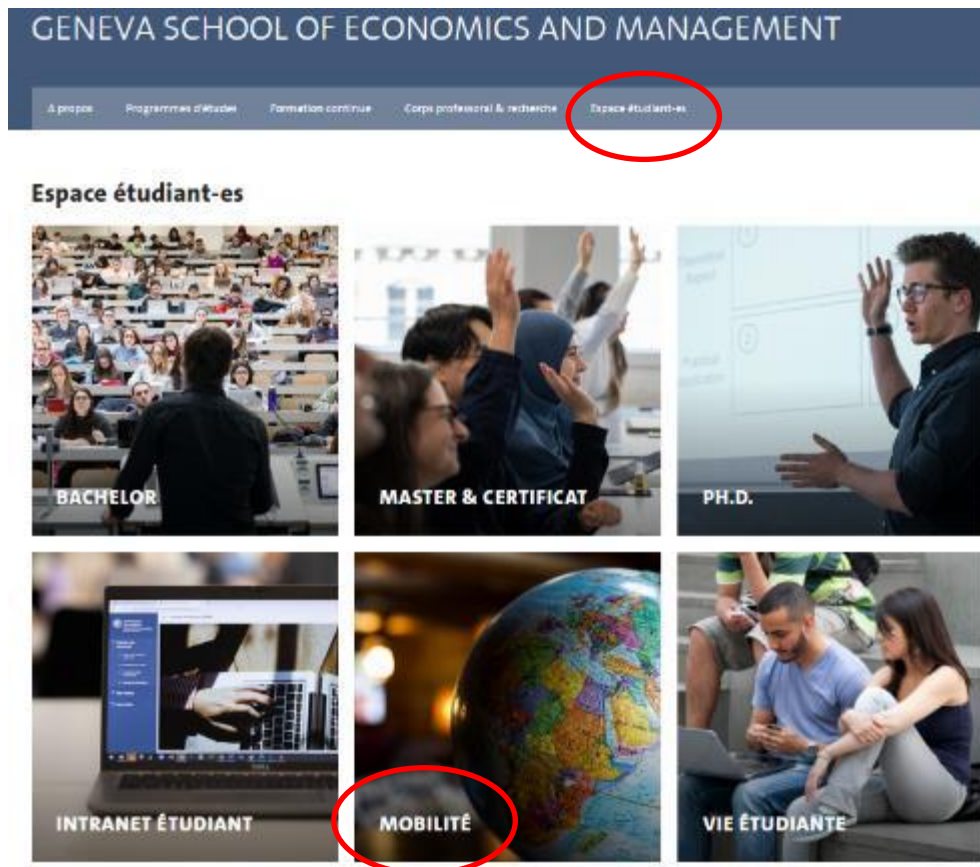 GENEVA SCHOOL OF ECONOMICS AND MANAGEMENT
A propos Programmes d'études Formation continue Corps professoral & recherche Espace étudiant-es
Espace étudiant-es
BACHELOR
MASTER & CERTIFICAT
PH.D.
INTRANET ÉTUDIANT
MOBILITÉ
VIE ÉTUDIANTE